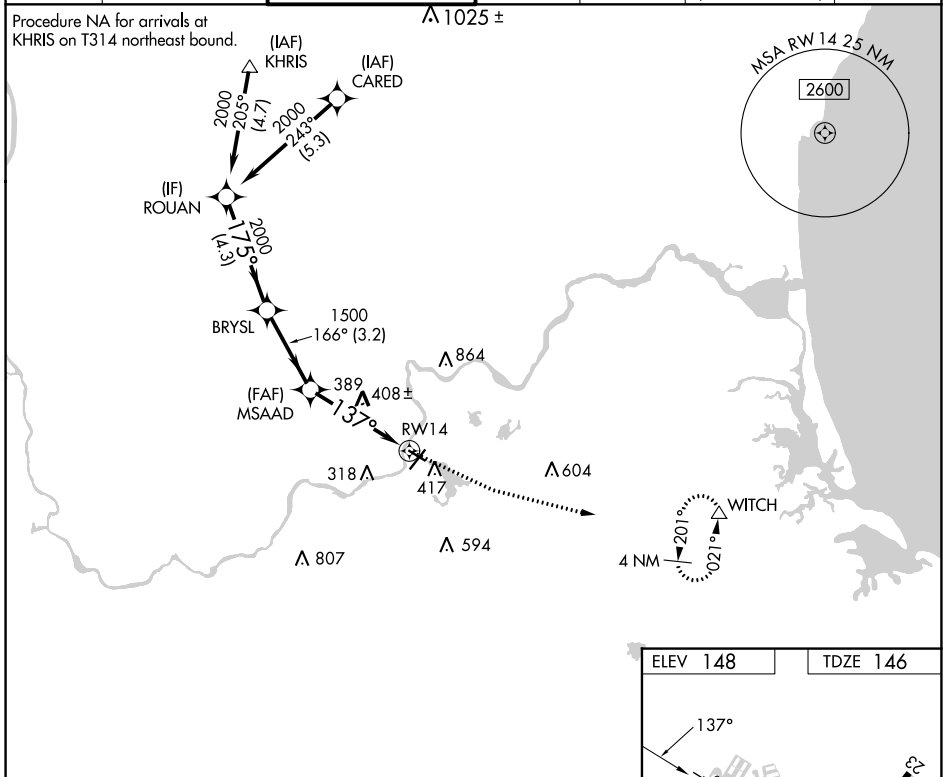 Procedure NA for arrivals at
KHRIS on T314 northeast bound.
1025 ±
(IAF)
KHRIS
(IAF)
CARED
MSA RW 14 25 NM
2600
2000
205°
(4.7)
2000
243°
(5.3)
(IF)
ROUAN
2000
175°
(4.3)
BRYSL
1500
166° (3.2)
864
(FAF)
MSAAD
389
408 ±
137°
RW14
318
417
604
WITCH
201°
021°
4 NM
807
594
ELEV 148
TDZE 146
137°
23